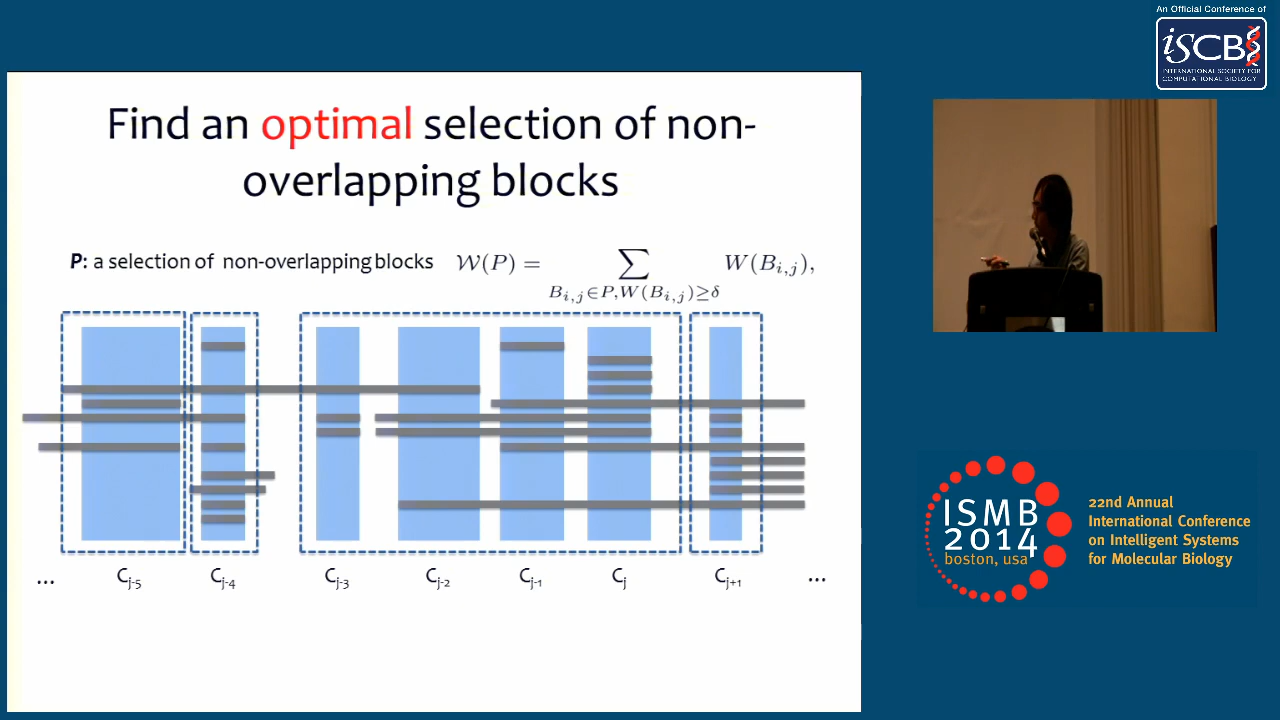 An Official Conference of
iSCB
INTERNATIONAL SOCIETY FOR
COMPUTATIONAL BIOLOGY
Find an optimal selection of non-
overlapping blocks
P: a selection of non-overlapping blocks W(P) = ∑ W(B_{i,j}),
B_{i,j}∈P,W(B_{i,j})≥δ
... C_{j-5} C_{j-4} C_{j-3} C_{j-2} C_{j-1} C_j C_{j+1} ...
ISMB
2014
boston, usa
22nd Annual
International Conference
on Intelligent Systems
for Molecular Biology